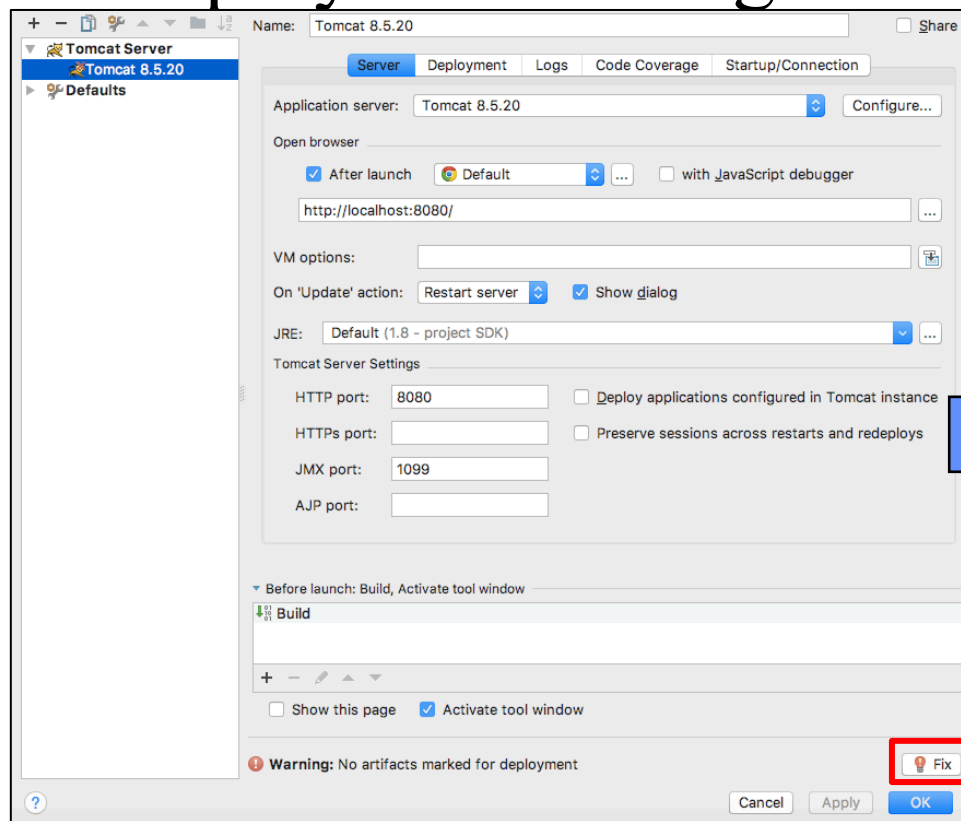 Name: Tomcat 8.5.20 Share
Tomcat Server
Tomcat 8.5.20
Defaults
Server Deployment Logs Code Coverage Startup/Connection
Application server: Tomcat 8.5.20 Configure...
Open browser
After launch Default ... with JavaScript debugger
http://localhost:8080/ ...
VM options:
On 'Update' action: Restart server Show dialog
JRE: Default (1.8 - project SDK) ...
Tomcat Server Settings
HTTP port: 8080 Deploy applications configured in Tomcat instance
HTTPs port: Preserve sessions across restarts and redeploys
JMX port: 1099
AJP port:
Before launch: Build, Activate tool window
Build
Show this page Activate tool window
Warning: No artifacts marked for deployment Fix
? Cancel Apply OK